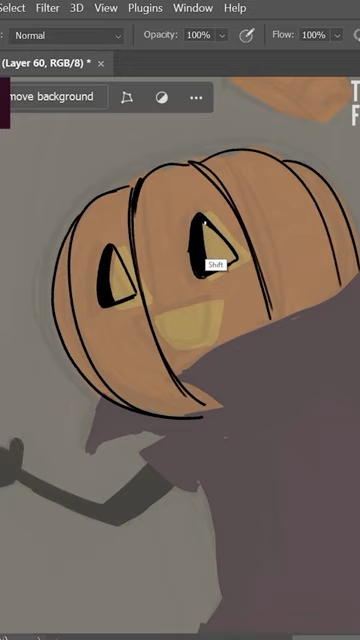 Select Filter 3D View Plugins Window Help
: Normal Opacity: 100% Flow: 100%
(Layer 60, RGB/8) * ×
move background
T
F
Shift